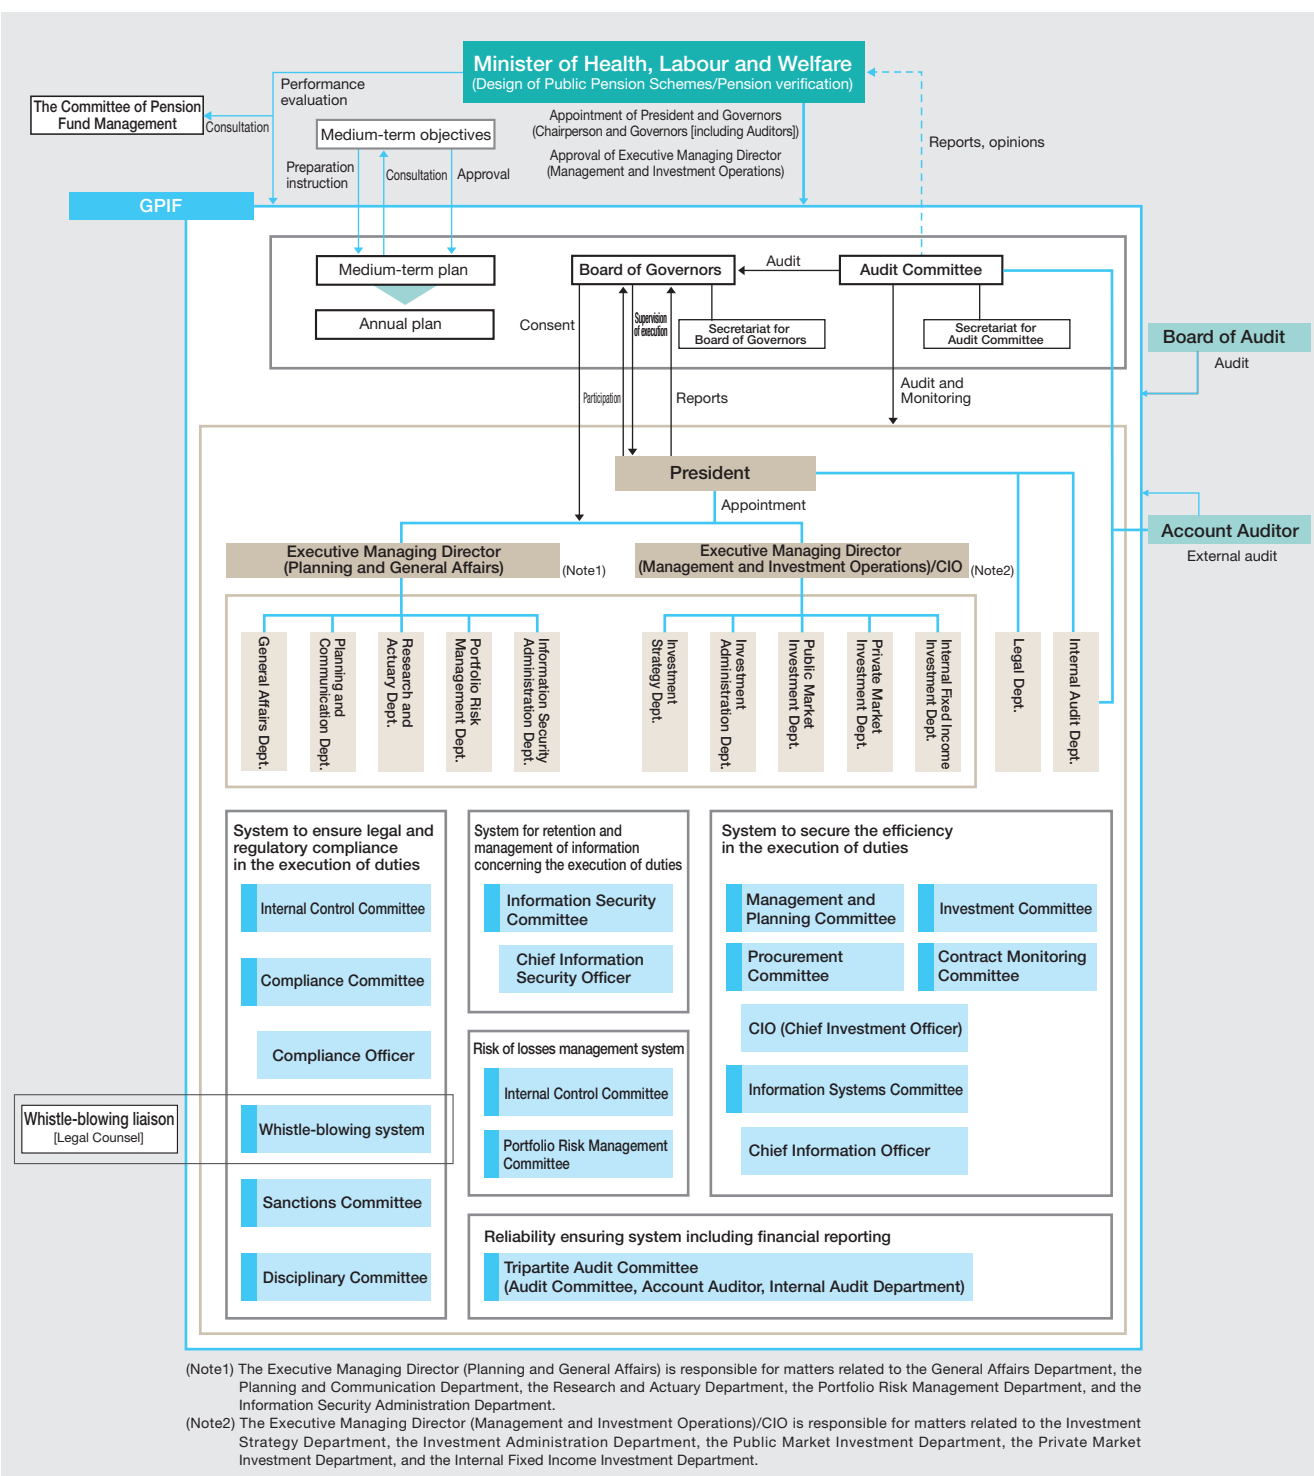 Minister of Health, Labour and Welfare
(Design of Public Pension Schemes/Pension verification)
Performance
evaluation
The Committee of Pension
Fund Management
Consultation
Medium-term objectives
Appointment of President and Governors
(Chairperson and Governors [including Auditors])
Approval of Executive Managing Director
(Management and Investment Operations)
Reports, opinions
Preparation
instruction
Consultation
Approval
GPIF
Medium-term plan
Annual plan
Board of Governors
Audit
Audit Committee
Consent
Supervision
of execution
Secretariat for
Board of Governors
Secretariat for
Audit Committee
Board of Audit
Audit
Participation
Reports
Audit and
Monitoring
President
Appointment
Account Auditor
External audit
Executive Managing Director
(Planning and General Affairs)
(Note1)
Executive Managing Director
(Management and Investment Operations)/CIO
(Note2)
General Affairs Dept.
Planning and
Communication Dept.
Research and
Actuary Dept.
Portfolio Risk
Management Dept.
Information Security
Administration Dept.
Investment
Strategy Dept.
Investment
Administration Dept.
Public Market
Investment Dept.
Private Market
Investment Dept.
Internal Fixed Income
Investment Dept.
Legal Dept.
Internal Audit Dept.
System to ensure legal and
regulatory compliance
in the execution of duties
Internal Control Committee
Compliance Committee
Compliance Officer
Whistle-blowing liaison
[Legal Counsel]
Whistle-blowing system
Sanctions Committee
Disciplinary Committee
System for retention and
management of information
concerning the execution of duties
Information Security
Committee
Chief Information
Security Officer
Risk of losses management system
Internal Control Committee
Portfolio Risk Management
Committee
System to secure the efficiency
in the execution of duties
Management and
Planning Committee
Investment Committee
Procurement
Committee
Contract Monitoring
Committee
CIO (Chief Investment Officer)
Information Systems Committee
Chief Information Officer
Reliability ensuring system including financial reporting
Tripartite Audit Committee
(Audit Committee, Account Auditor, Internal Audit Department)
(Note1) The Executive Managing Director (Planning and General Affairs) is responsible for matters related to the General Affairs Department, the
Planning and Communication Department, the Research and Actuary Department, the Portfolio Risk Management Department, and the
Information Security Administration Department.
(Note2) The Executive Managing Director (Management and Investment Operations)/CIO is responsible for matters related to the Investment
Strategy Department, the Investment Administration Department, the Public Market Investment Department, the Private Market
Investment Department, and the Internal Fixed Income Investment Department.